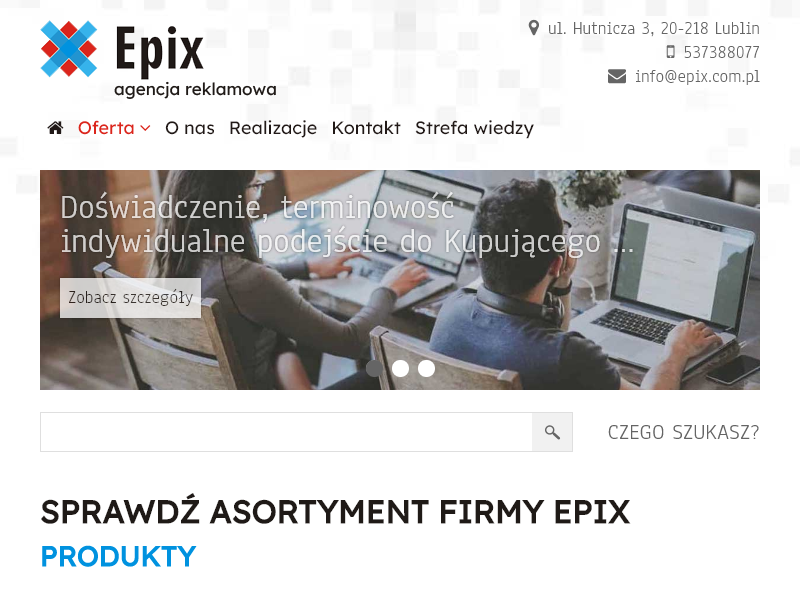 Epix
agencja reklamowa
ul. Hutnicza 3, 20-218 Lublin
537388077
info@epix.com.pl
Oferta O nas Realizacje Kontakt Strefa wiedzy
Doświadczenie, terminowość
indywidualne podejście do Kupującego ...
Zobacz szczegóły
CZEGO SZUKASZ?
SPRAWDŹ ASORTYMENT FIRMY EPIX
PRODUKTY